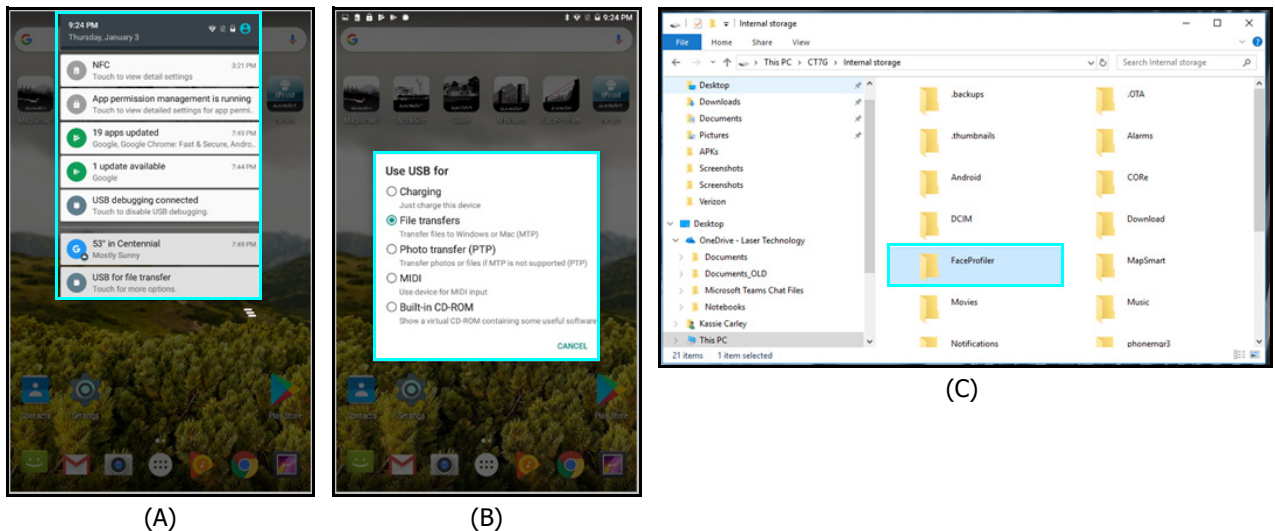 9:24 PM
Thursday, January 3
NFC
3:21 PM
Touch to view detail settings
App permission management is running
Touch to view detailed settings for app permi..
19 apps updated
7:49 PM
Google, Google Chrome: Fast & Secure, Andro..
1 update available
7:44 PM
Google
USB debugging connected
Touch to disable USB debugging.
53° in Centennial
7:49 PM
Mostly Sunny
USB for file transfer
Touch for more options.
Contacts
Settings
Play Store
(A)
9:24 PM
Use USB for
Charging
Just charge this device
File transfers
Transfer files to Windows or Mac (MTP)
Photo transfer (PTP)
Transfer photos or files if MTP is not supported (PTP)
MIDI
Use device for MIDI input
Built-in CD-ROM
Show a virtual CD-ROM containing some useful software
CANCEL
Contacts
Settings
Play Store
(B)
Internal storage
File Home Share View
This PC > CT7G > Internal storage
Search Internal storage
Desktop
Downloads
Documents
Pictures
APKs
Screenshots
Screenshots
Verizon
Desktop
OneDrive - Laser Technology
Documents
Documents_OLD
Microsoft Teams Chat Files
Notebooks
Kassie Carley
This PC
.backups
.OTA
.thumbnails
Alarms
Android
CORe
DCIM
Download
FaceProfiler
MapSmart
Movies
Music
Notifications
phonemgr3
21 items 1 item selected
(C)